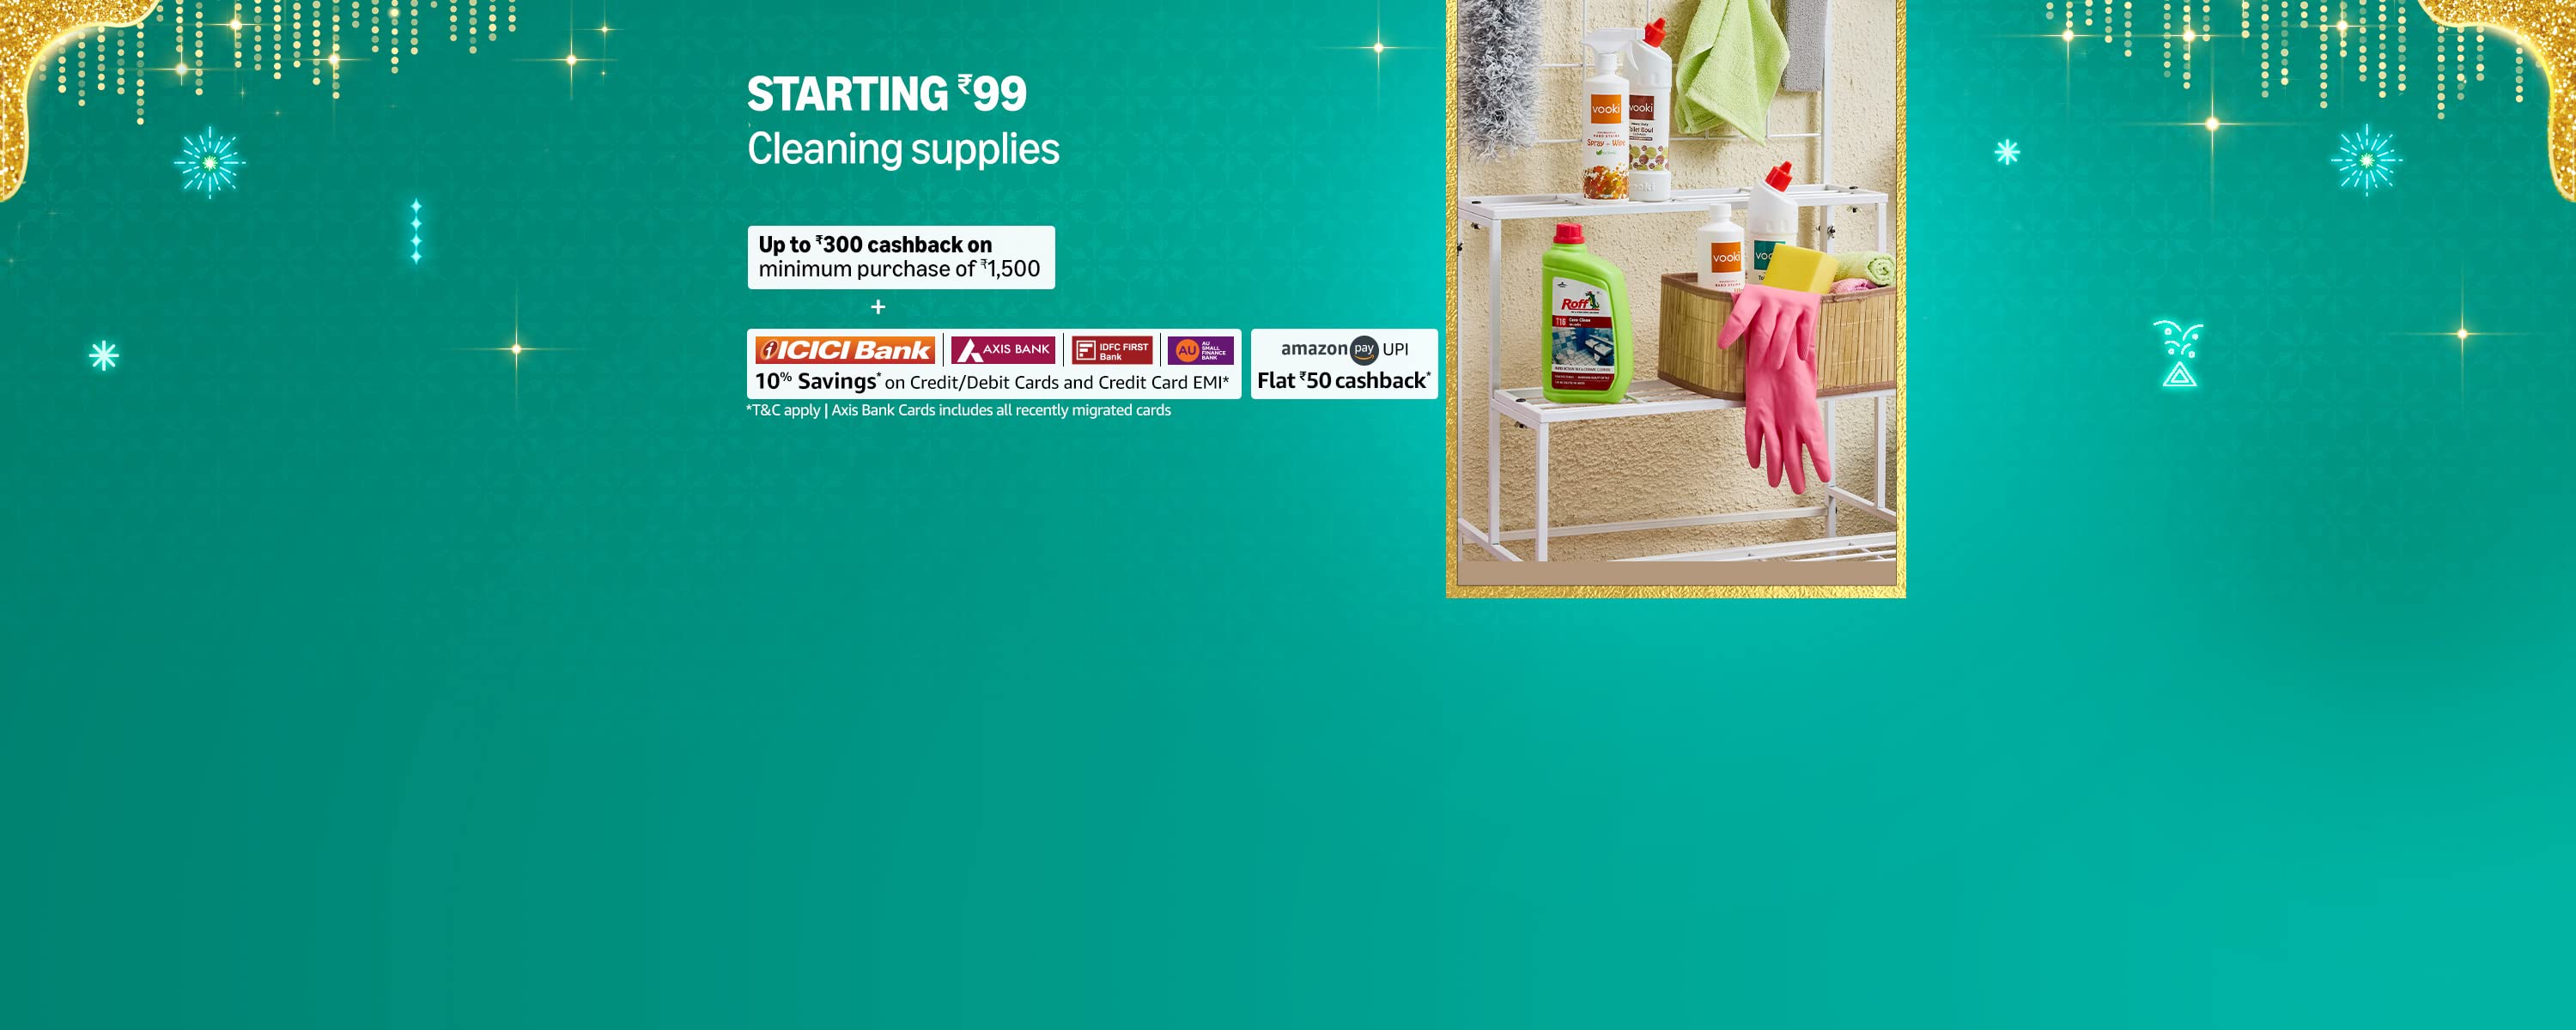 STARTING ₹99
Cleaning supplies
Up to ₹300 cashback on
minimum purchase of ₹1,500
+
ICICI Bank
AXIS BANK
IDFC FIRST
Bank
AU
AU
SMALL
FINANCE
BANK
10% Savings* on Credit/Debit Cards and Credit Card EMI*
amazon pay UPI
Flat ₹50 cashback*
*T&C apply | Axis Bank Cards includes all recently migrated cards
vooki
Spray - Wipe
vooki
Toilet Bowl
vooki
vooki
Roff
T16